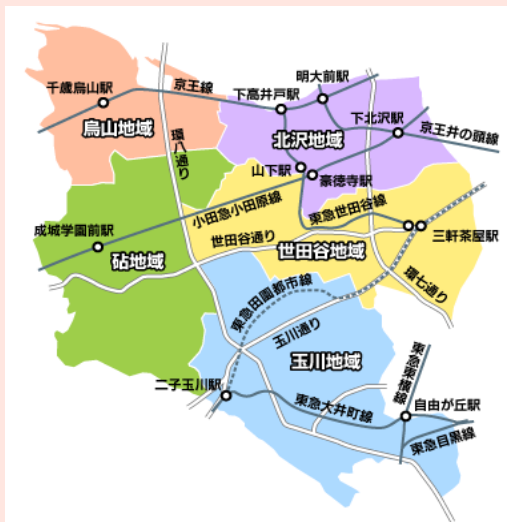 明大前駅
千歳烏山駅
京王線
下高井戸駅
下北沢駅
烏山地域
北沢地域
京王井の頭線
環八通り
山下駅
豪徳寺駅
小田急小田原線
東急世田谷線
成城学園前駅
世田谷通り
三軒茶屋駅
砧地域
世田谷地域
環七通り
東急田園都市線
玉川通り
玉川地域
東急東横線
二子玉川駅
東急大井町線
自由が丘駅
東急目黒線